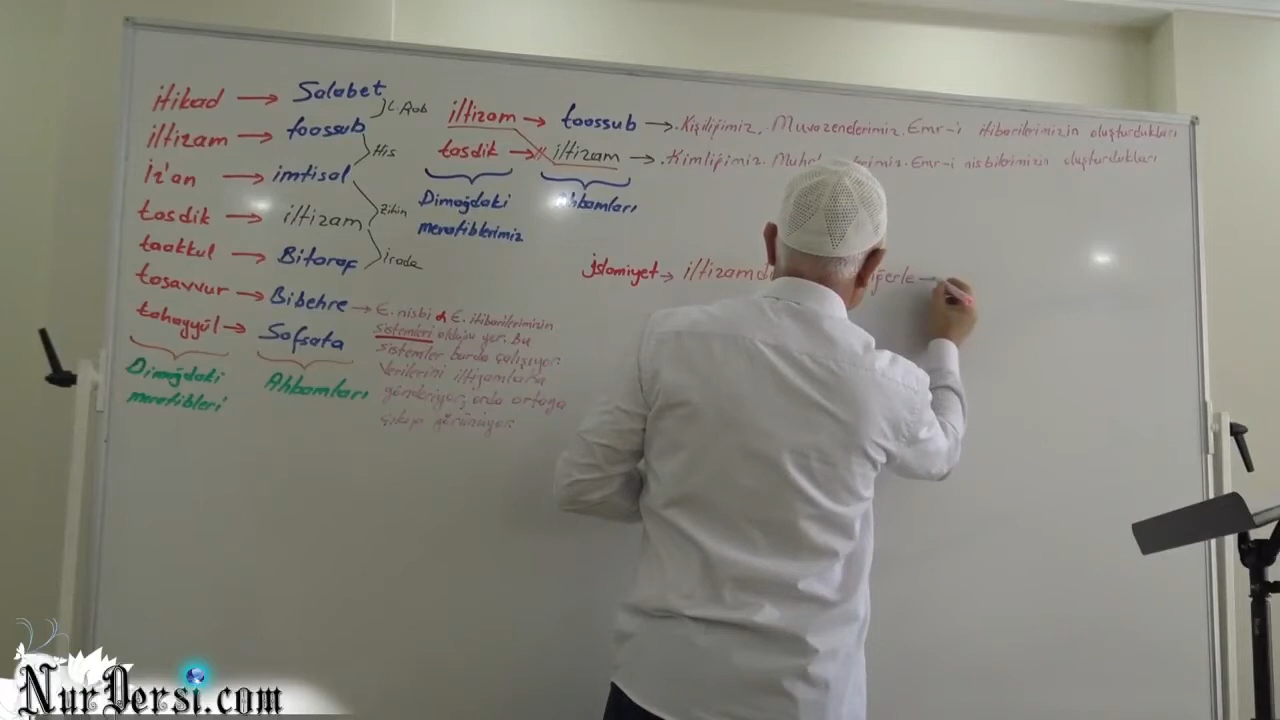 itikad → Salabet
iltizam → taassub
iz'an → imtisal
tasdik → iltizam
taakkul → Bitaraf
tasavvur → Bibehre → E. nisbi & E. itibarilerimizin
tahayyül → Safsata
sistemleri olduğu yer. Bu
sistemler burda çalışıyor.
Verilerini iltizamlara
gönderiyor, orda ortaya
çıkıp görünüyor.
Dimağdaki
meratibleri
Ahkamları
His
Zihin
İrade
iltizam → taassub → Kişiliğimiz. Muvazenelerimiz. Emr-i itibarilerimizin oluşturdukları
tasdik → iltizam → Kimliğimiz. Emr-i nisbilerimizin oluşturdukları
Dimağdaki
meratiblerimiz
Ahkamları
İslamiyet →
NurDersi.com